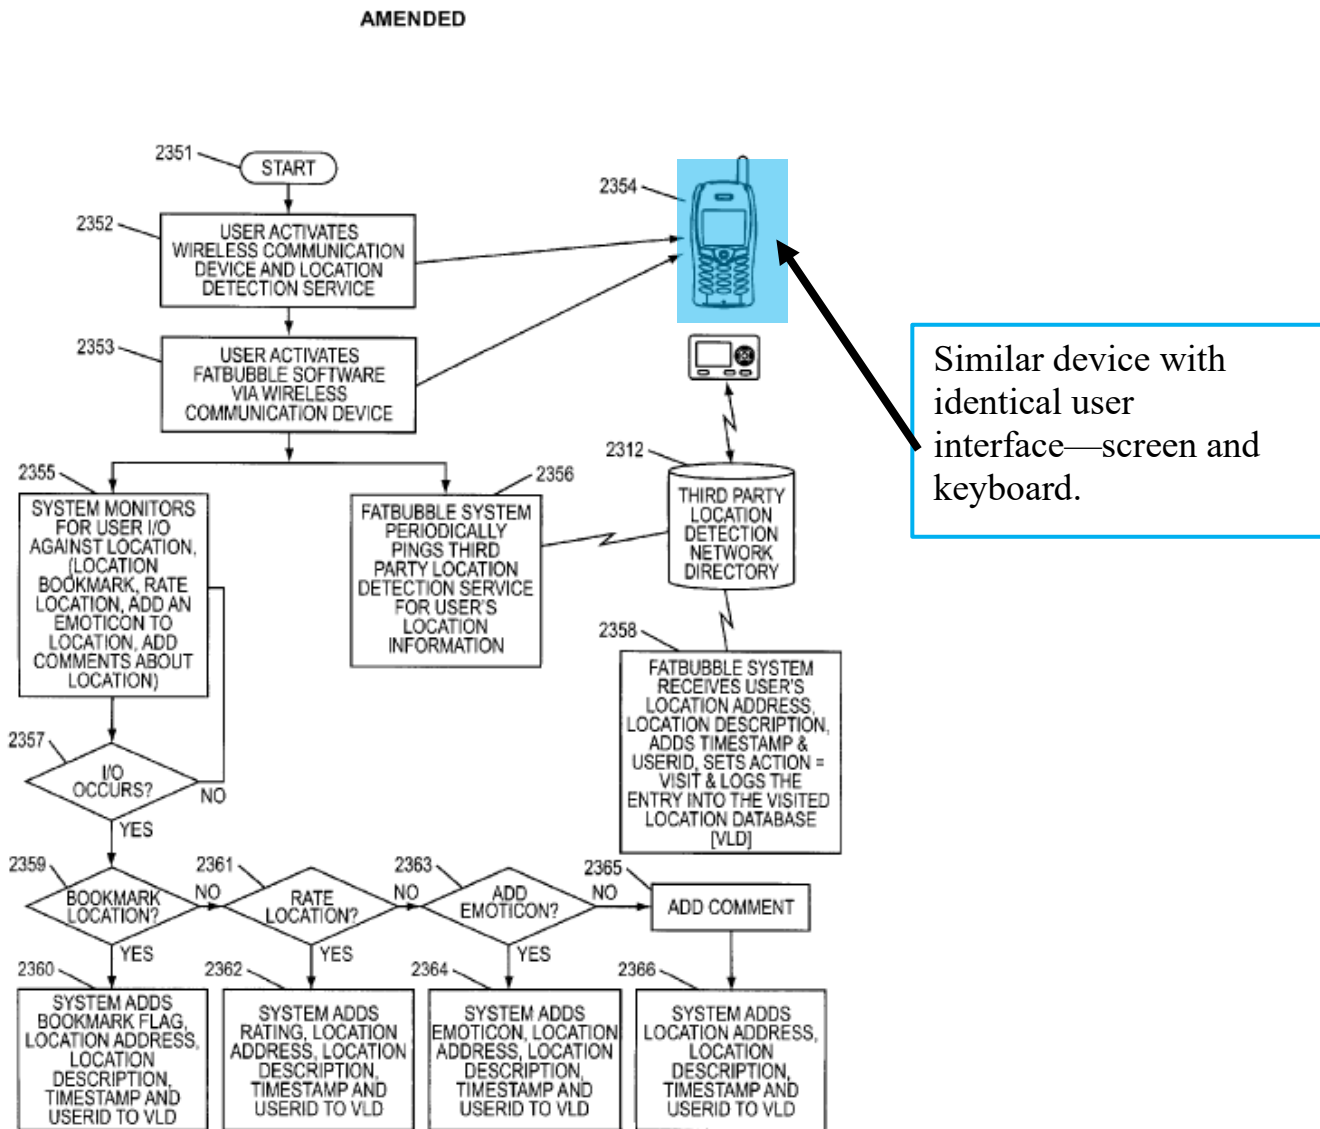 AMENDED
2351
START
2352
USER ACTIVATES
WIRELESS COMMUNICATION
DEVICE AND LOCATION
DETECTION SERVICE
2354
2353
USER ACTIVATES
FATBUBBLE SOFTWARE
VIA WIRELESS
COMMUNICATION DEVICE
Similar device with
identical user
interface—screen and
keyboard.
2355
SYSTEM MONITORS
FOR USER I/O
AGAINST LOCATION,
(LOCATION
BOOKMARK, RATE
LOCATION, ADD AN
EMOTICON TO
LOCATION, ADD
COMMENTS ABOUT
LOCATION)
2356
FATBUBBLE SYSTEM
PERIODICALLY
PINGS THIRD
PARTY LOCATION
DETECTION SERVICE
FOR USER'S
LOCATION
INFORMATION
2312
THIRD PARTY
LOCATION
DETECTION
NETWORK
DIRECTORY
2358
FATBUBBLE SYSTEM
RECEIVES USER'S
LOCATION ADDRESS,
LOCATION DESCRIPTION,
ADDS TIMESTAMP &
USERID, SETS ACTION =
VISIT & LOGS THE
ENTRY INTO THE VISITED
LOCATION DATABASE
[VLD]
2357
I/O
OCCURS?
NO
YES
2359
BOOKMARK
LOCATION?
NO
YES
2361
RATE
LOCATION?
NO
YES
2363
ADD
EMOTICON?
NO
YES
2365
ADD COMMENT
2360
SYSTEM ADDS
BOOKMARK FLAG,
LOCATION ADDRESS,
LOCATION
DESCRIPTION,
TIMESTAMP AND
USERID TO VLD
2362
SYSTEM ADDS
RATING, LOCATION
ADDRESS, LOCATION
DESCRIPTION,
TIMESTAMP AND
USERID TO VLD
2364
SYSTEM ADDS
EMOTICON, LOCATION
ADDRESS, LOCATION
DESCRIPTION,
TIMESTAMP AND
USERID TO VLD
2366
SYSTEM ADDS
LOCATION ADDRESS,
LOCATION
DESCRIPTION,
TIMESTAMP AND
USERID TO VLD